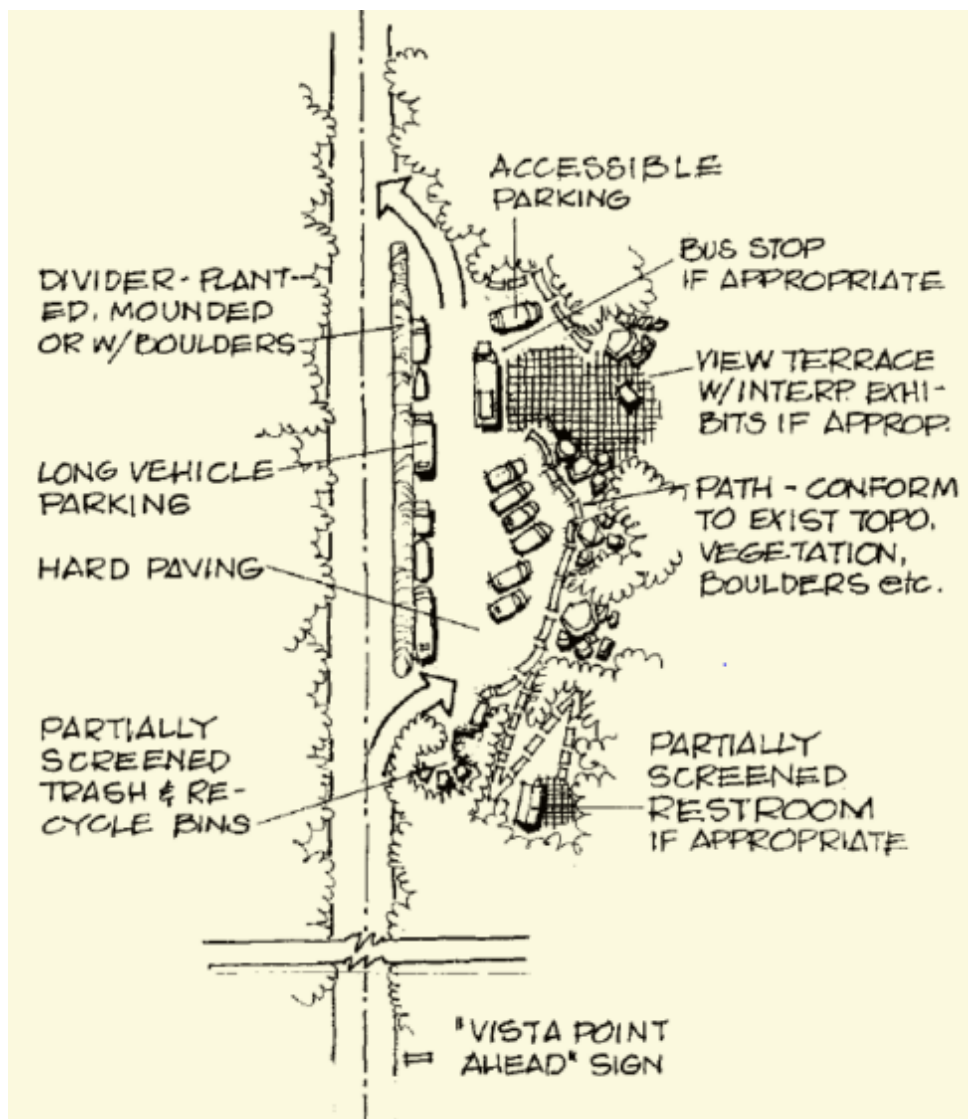 ACCESSIBLE
PARKING
BUS STOP
IF APPROPRIATE
DIVIDER - PLANT-
ED, MOUNDED
OR W/BOULDERS
VIEW TERRACE
W/INTERP. EXHI-
BITS IF APPROP.
LONG VEHICLE
PARKING
PATH - CONFORM
TO EXIST TOPO,
VEGETATION,
BOULDERS etc.
HARD PAVING
PARTIALLY
SCREENED
TRASH & RE-
CYCLE BINS
PARTIALLY
SCREENED
RESTROOM
IF APPROPRIATE
"VISTA POINT
AHEAD" SIGN